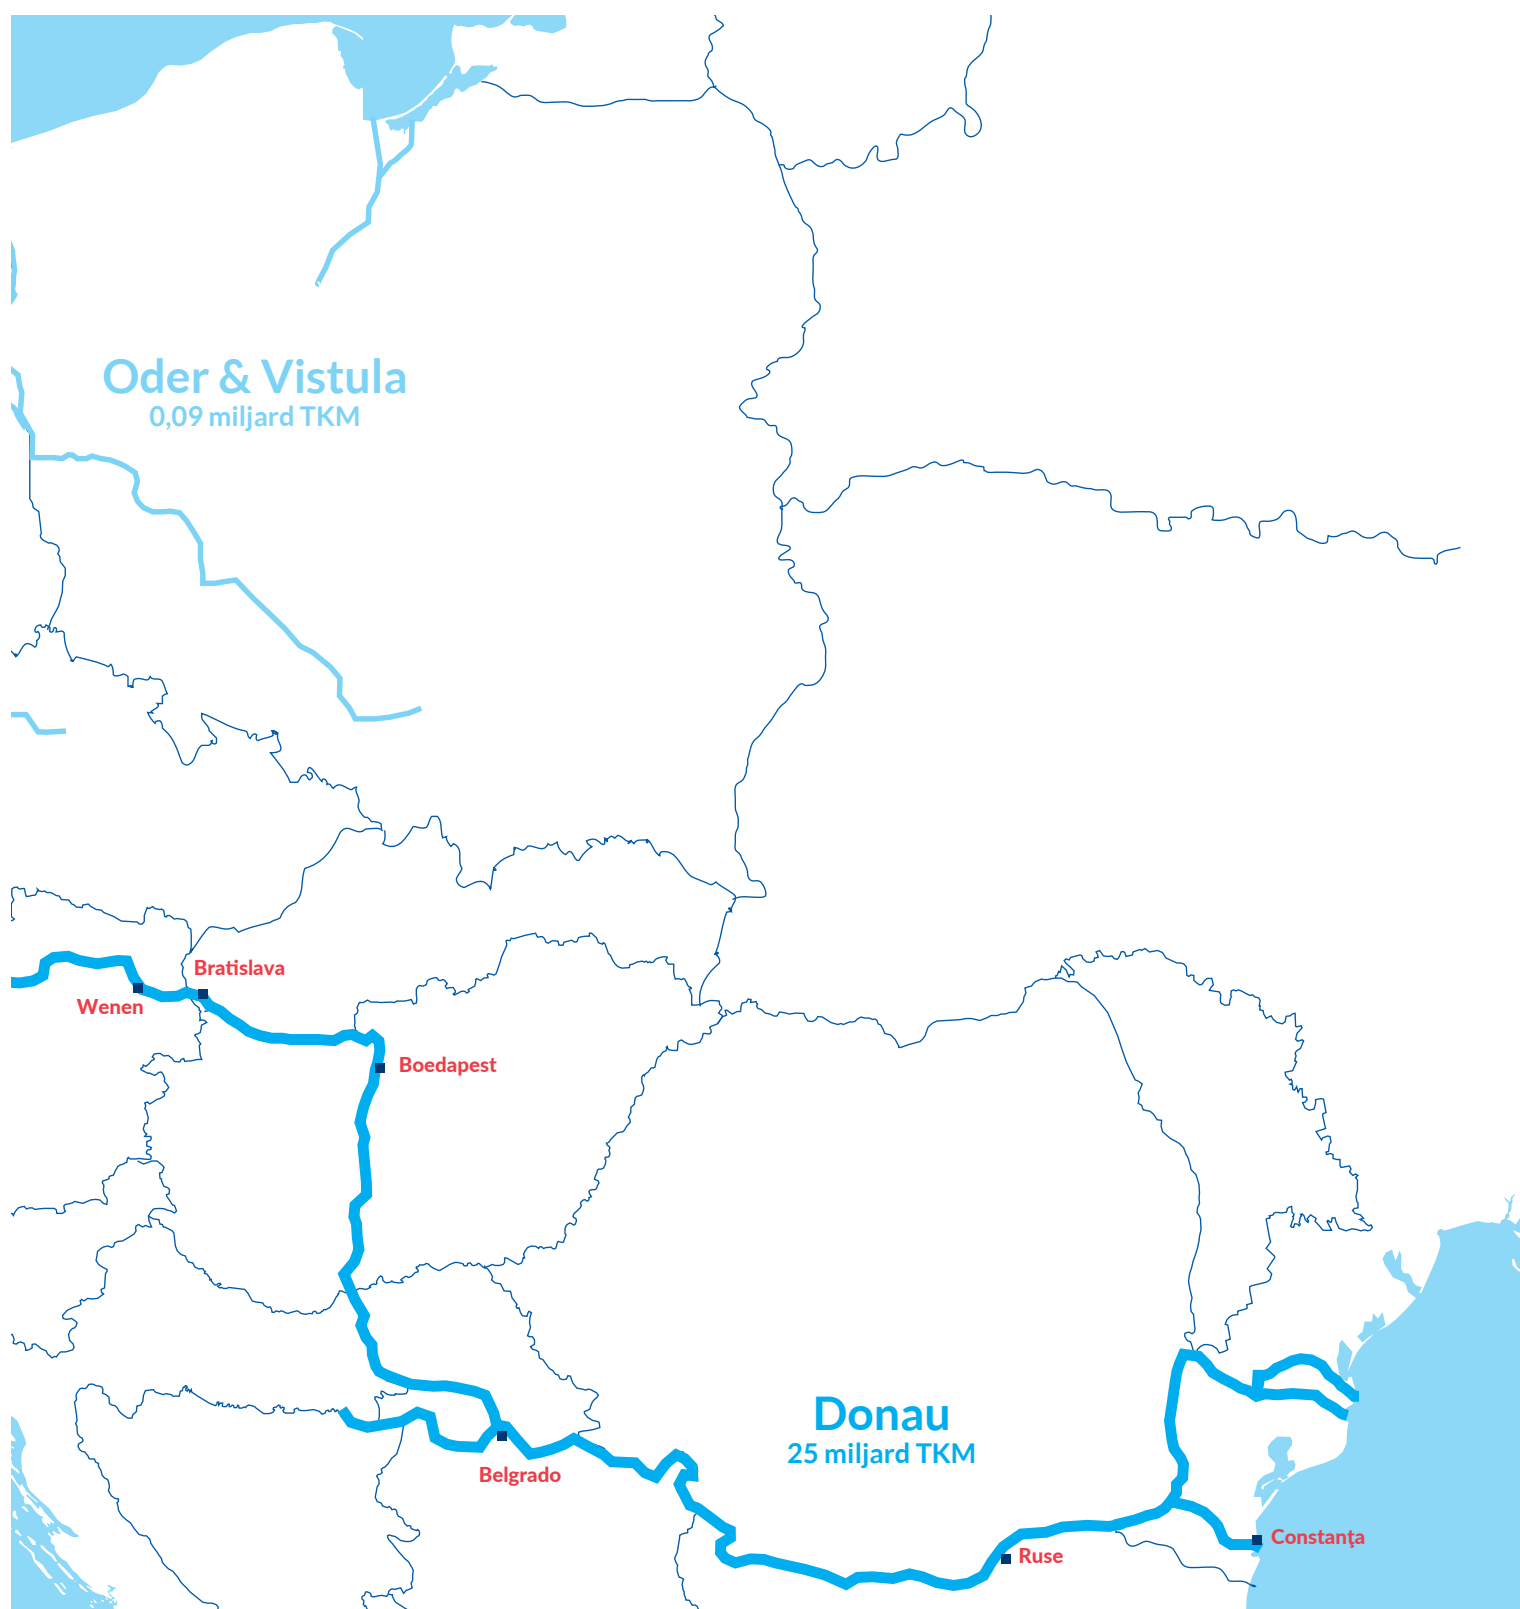 Oder & Vistula
0,09 miljard TKM
Bratislava
Wenen
Boedapest
Donau
25 miljard TKM
Belgrado
Constanţa
Ruse